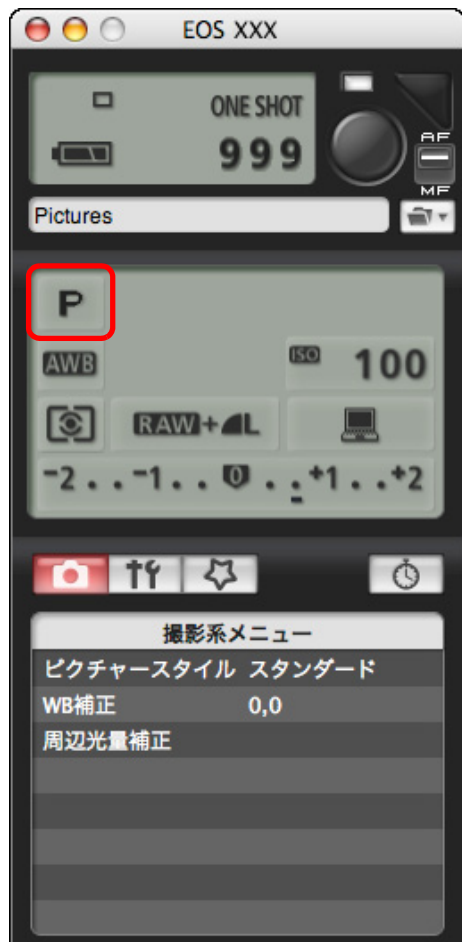 EOS XXX
ONE SHOT
999
AF
MF
Pictures
P
AWB
ISO 100
RAW+L
-2..-1..0..+1..+2
撮影系メニュー
ピクチャースタイル スタンダード
WB補正 0,0
周辺光量補正